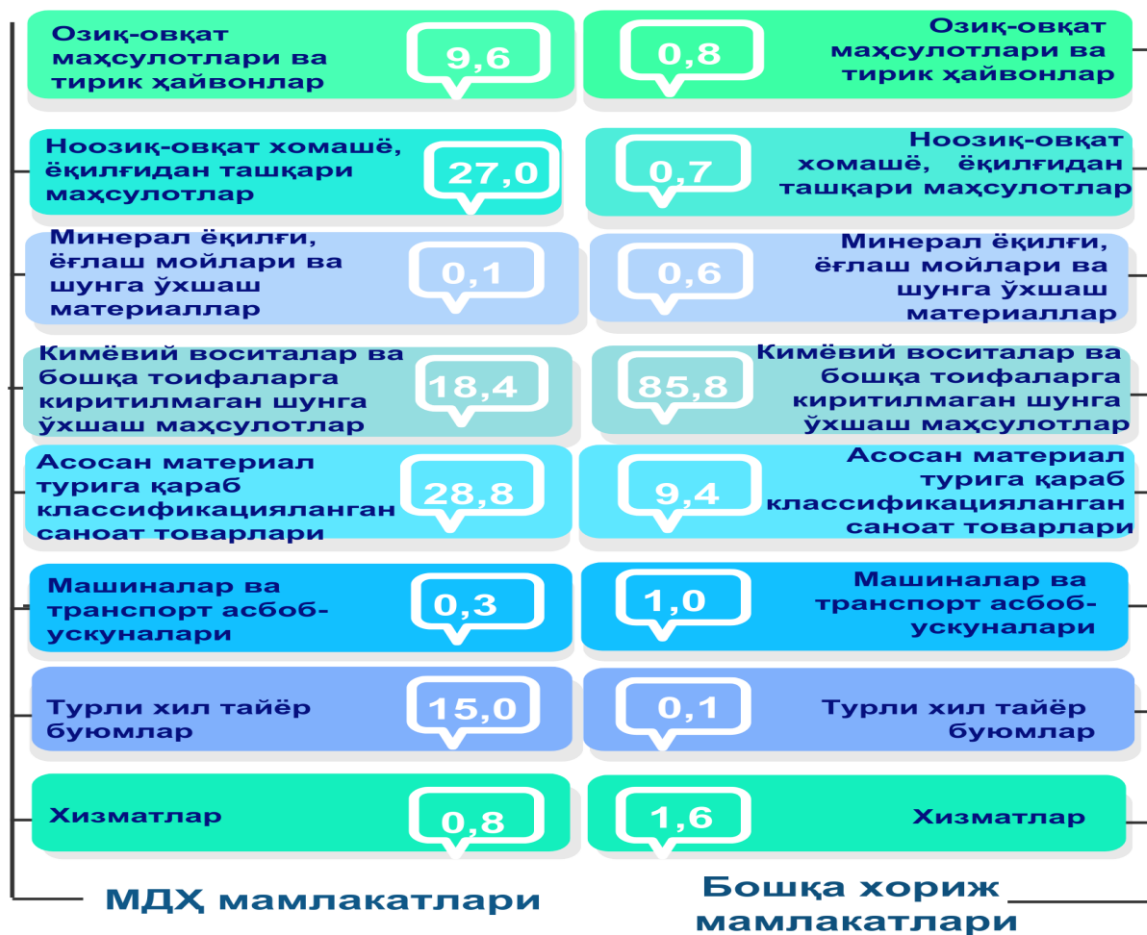 Озиқ-овқат
маҳсулотлари ва
тирик ҳайвонлар
9,6
0,8
Озиқ-овқат
маҳсулотлари ва
тирик ҳайвонлар
Ноозиқ-овқат хомашё,
ёқилғидан ташқари
маҳсулотлар
27,0
0,7
Ноозиқ-овқат
хомашё, ёқилғидан
ташқари маҳсулотлар
Минерал ёқилғи,
ёғлаш мойлари ва
шунга ўхшаш
материаллар
0,1
0,6
Минерал ёқилғи,
ёғлаш мойлари ва
шунга ўхшаш
материаллар
Кимёвий воситалар ва
бошқа тоифаларга
киритилмаган шунга
ўхшаш маҳсулотлар
18,4
85,8
Кимёвий воситалар ва
бошқа тоифаларга
киритилмаган шунга
ўхшаш маҳсулотлар
Асосан материал
турига қараб
классификацияланган
саноат товарлари
28,8
9,4
Асосан материал
турига қараб
классификацияланган
саноат товарлари
Машиналар ва
транспорт асбоб-
ускуналари
0,3
1,0
Машиналар ва
транспорт асбоб-
ускуналари
Турли хил тайёр
буюмлар
15,0
0,1
Турли хил тайёр
буюмлар
Хизматлар
0,8
1,6
Хизматлар
МДҲ мамлакатлари
Бошқа хориж
мамлакатлари